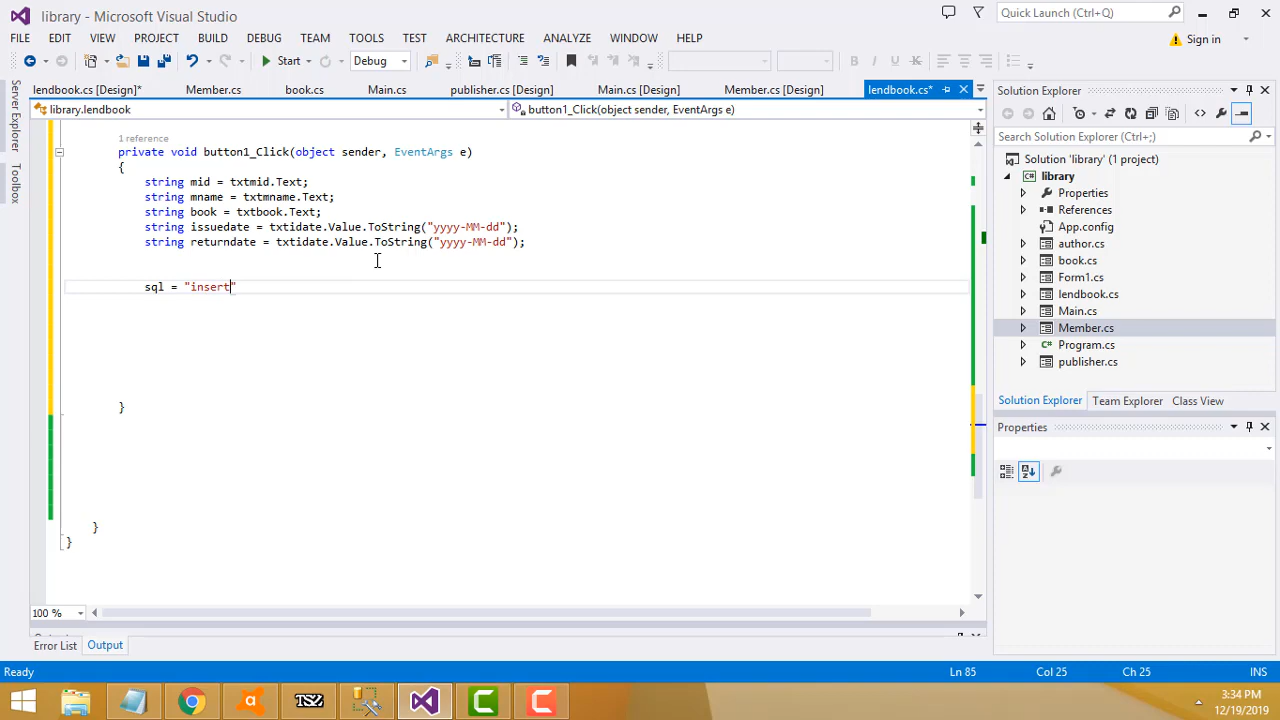 library - Microsoft Visual Studio
Quick Launch (Ctrl+Q)
FILE EDIT VIEW PROJECT BUILD DEBUG TEAM TOOLS TEST ARCHITECTURE ANALYZE WINDOW HELP
Sign in
Start Debug
lendbook.cs [Design]* Member.cs book.cs Main.cs publisher.cs [Design] Main.cs [Design] Member.cs [Design] lendbook.cs*
library.lendbook button1_Click(object sender, EventArgs e)
1 reference
private void button1_Click(object sender, EventArgs e)
{
string mid = txtmid.Text;
string mname = txtmname.Text;
string book = txtbook.Text;
string issuedate = txtidate.Value.ToString("yyyy-MM-dd");
string returndate = txtidate.Value.ToString("yyyy-MM-dd");
sql = "insert"
}
}
}
100 %
Error List Output
Server Explorer
Toolbox
Solution Explorer
Search Solution Explorer (Ctrl+;)
Solution 'library' (1 project)
library
Properties
References
App.config
author.cs
book.cs
Form1.cs
lendbook.cs
Main.cs
Member.cs
Program.cs
publisher.cs
Solution Explorer Team Explorer Class View
Properties
Ready Ln 85 Col 25 Ch 25 INS
TSZ
3:34 PM
12/19/2019